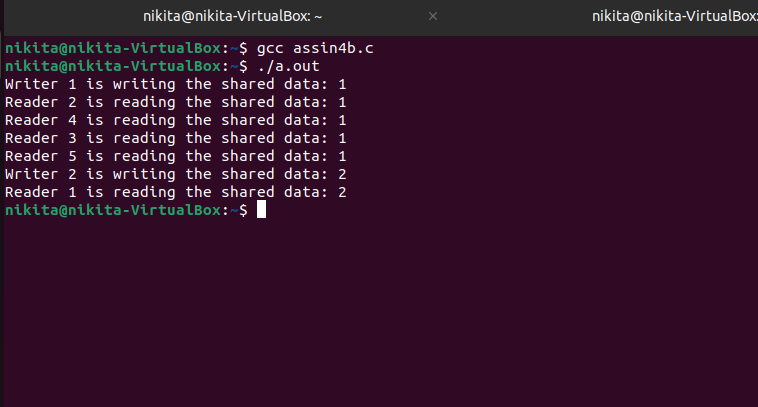 nikita@nikita-VirtualBox: ~ × nikita@nikita-VirtualBox:
nikita@nikita-VirtualBox:~$ gcc assin4b.c
nikita@nikita-VirtualBox:~$ ./a.out
Writer 1 is writing the shared data: 1
Reader 2 is reading the shared data: 1
Reader 4 is reading the shared data: 1
Reader 3 is reading the shared data: 1
Reader 5 is reading the shared data: 1
Writer 2 is writing the shared data: 2
Reader 1 is reading the shared data: 2
nikita@nikita-VirtualBox:~$